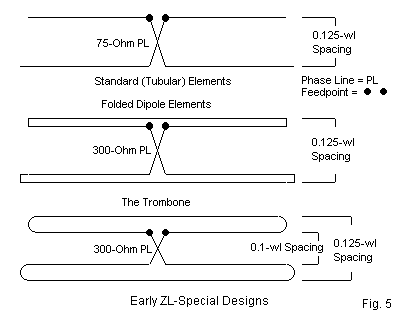 75-Ohm PL
0.125-wl
Spacing
Standard (Tubular) Elements
Phase Line = PL
Feedpoint =
Folded Dipole Elements
300-Ohm PL
0.125-wl
Spacing
The Trombone
300-Ohm PL
0.1-wl Spacing
0.125-wl
Spacing
Early ZL-Special Designs
Fig. 5